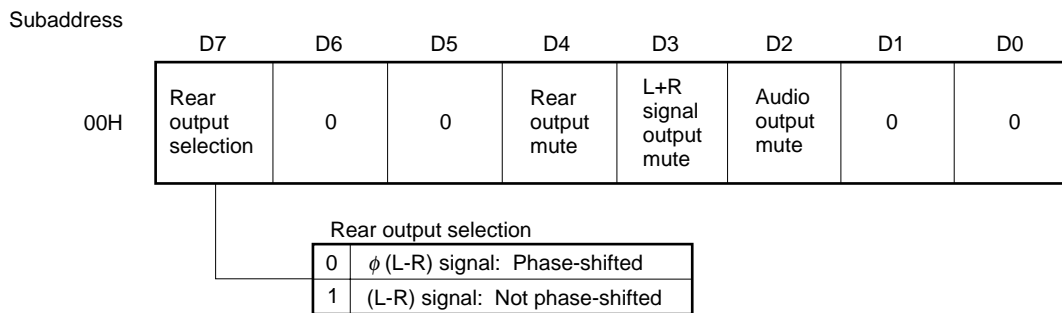 Subaddress
D7 D6 D5 D4 D3 D2 D1 D0
00H
Rear
output
selection
0
0
Rear
output
mute
L+R
signal
output
mute
Audio
output
mute
0
0
Rear output selection
0 ϕ (L-R) signal: Phase-shifted
1 (L-R) signal: Not phase-shifted